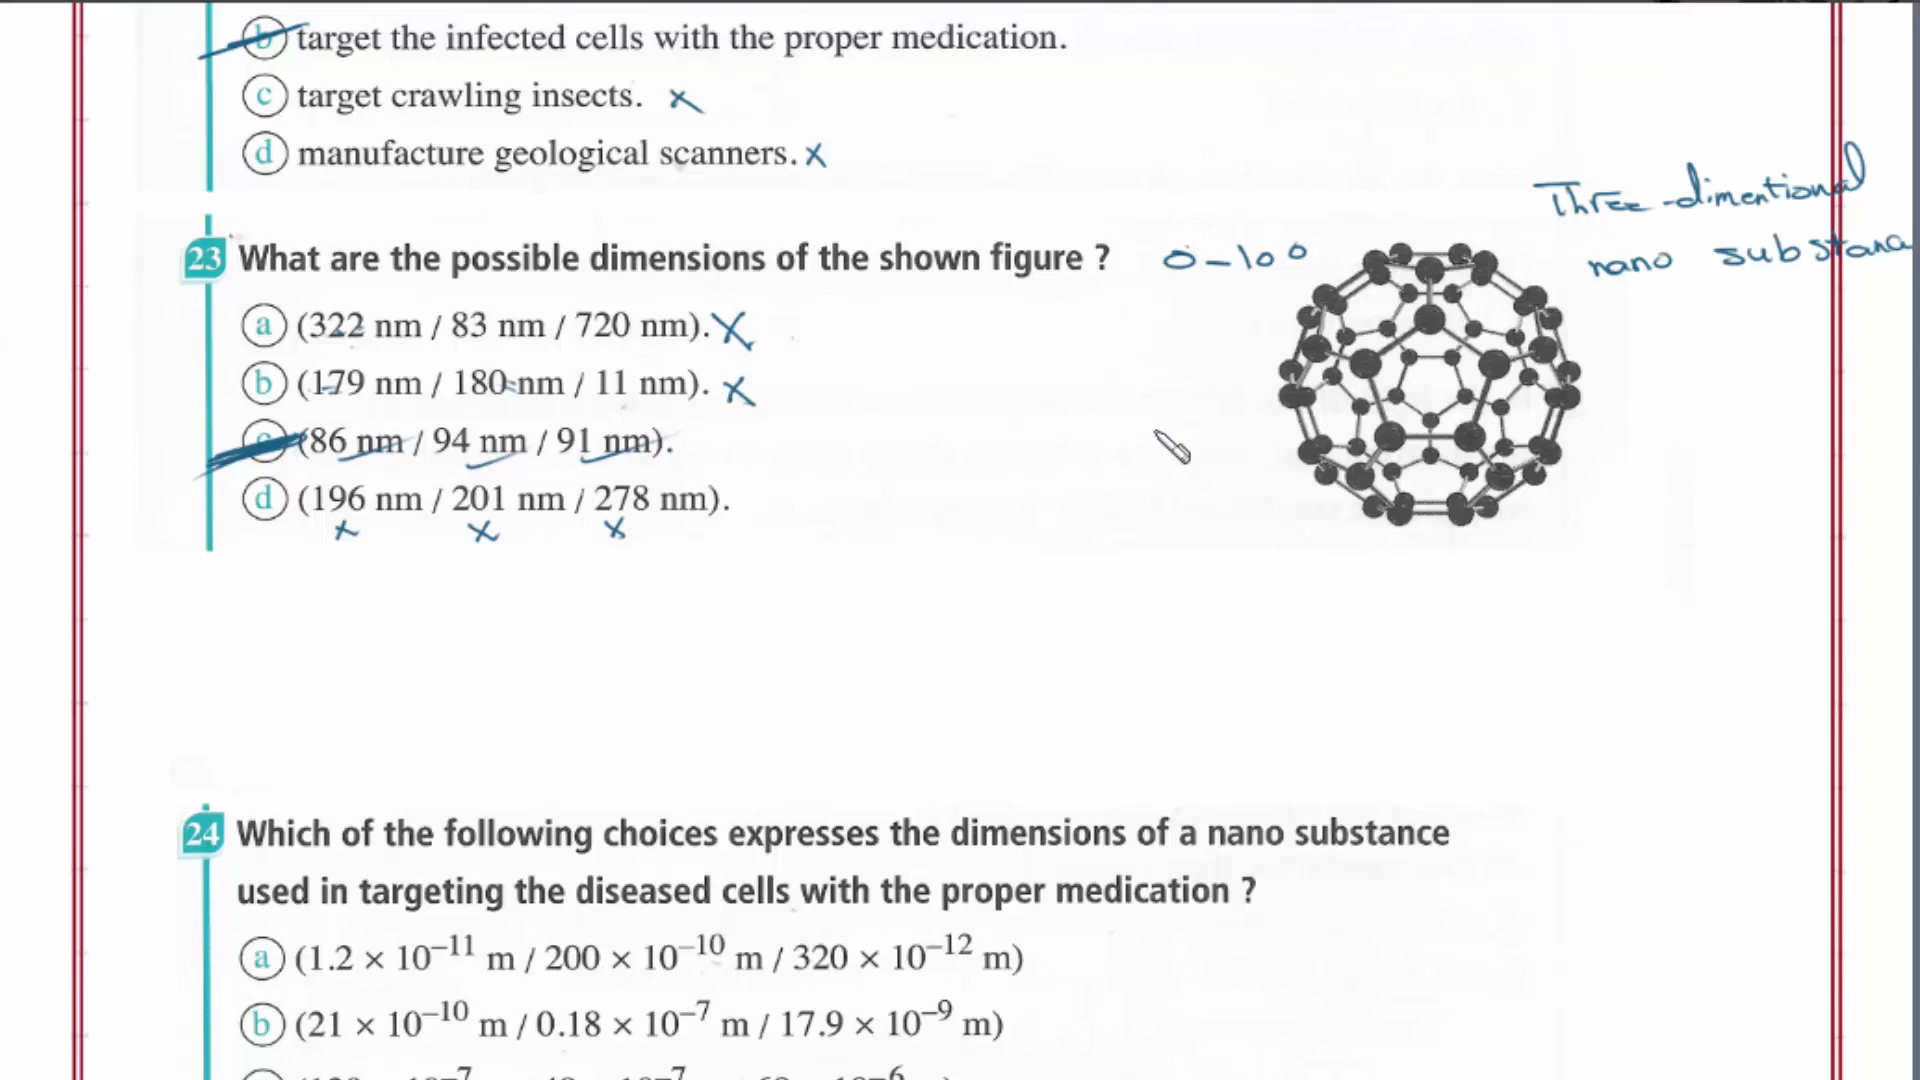 b target the infected cells with the proper medication.
c target crawling insects. x
d manufacture geological scanners. x
Three-dimentional
nano substana
23 What are the possible dimensions of the shown figure ? 0-100
a (322 nm / 83 nm / 720 nm). X
b (179 nm / 180 nm / 11 nm). X
c (86 nm / 94 nm / 91 nm).
d (196 nm / 201 nm / 278 nm).
x x x
24 Which of the following choices expresses the dimensions of a nano substance
used in targeting the diseased cells with the proper medication ?
a (1.2 × 10⁻¹¹ m / 200 × 10⁻¹⁰ m / 320 × 10⁻¹² m)
b (21 × 10⁻¹⁰ m / 0.18 × 10⁻⁷ m / 17.9 × 10⁻⁹ m)